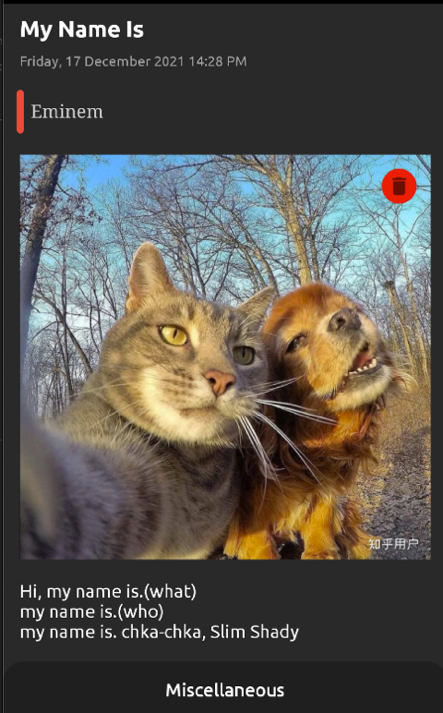 My Name Is
Friday, 17 December 2021 14:28 PM
Eminem
知乎用户
Hi, my name is.(what)
my name is.(who)
my name is. chka-chka, Slim Shady
Miscellaneous